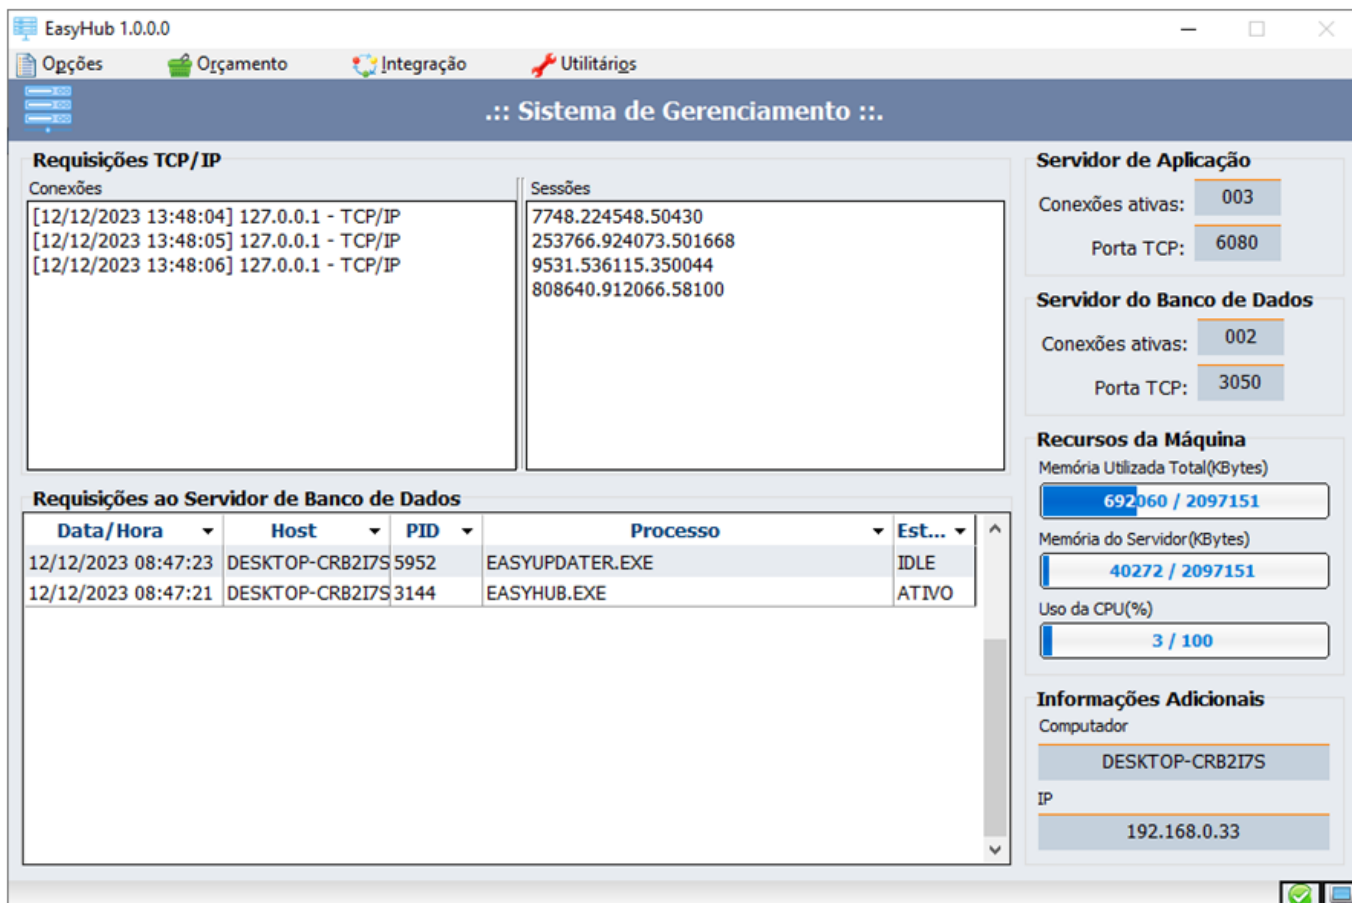 EasyHub 1.0.0.0
Opções Orçamento Integração Utilitários
.:: Sistema de Gerenciamento ::.
Requisições TCP/IP
Conexões
[12/12/2023 13:48:04] 127.0.0.1 - TCP/IP
[12/12/2023 13:48:05] 127.0.0.1 - TCP/IP
[12/12/2023 13:48:06] 127.0.0.1 - TCP/IP
Sessões
7748.224548.50430
253766.924073.501668
9531.536115.350044
808640.912066.58100
Requisições ao Servidor de Banco de Dados
Data/Hora Host PID Processo Est...
12/12/2023 08:47:23 DESKTOP-CRB2I7S 5952 EASYUPDATER.EXE IDLE
12/12/2023 08:47:21 DESKTOP-CRB2I7S 3144 EASYHUB.EXE ATIVO
Servidor de Aplicação
Conexões ativas: 003
Porta TCP: 6080
Servidor do Banco de Dados
Conexões ativas: 002
Porta TCP: 3050
Recursos da Máquina
Memória Utilizada Total(KBytes)
692060 / 2097151
Memória do Servidor(KBytes)
40272 / 2097151
Uso da CPU(%)
3 / 100
Informações Adicionais
Computador
DESKTOP-CRB2I7S
IP
192.168.0.33